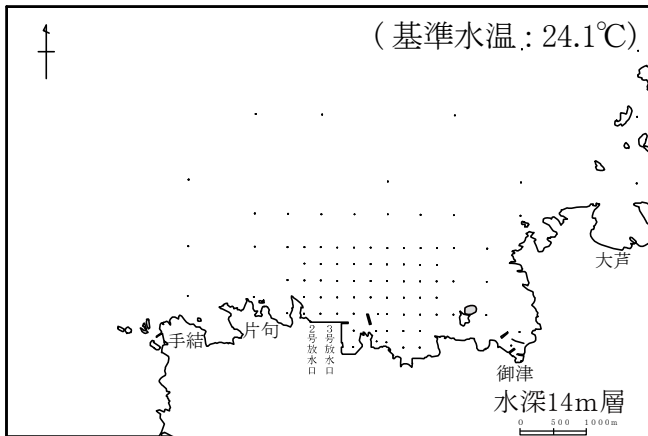 (基準水温：24.1℃)
大芦
手結
片句
2号放水口
3号放水口
御津
水深14m層
0 500 1000m